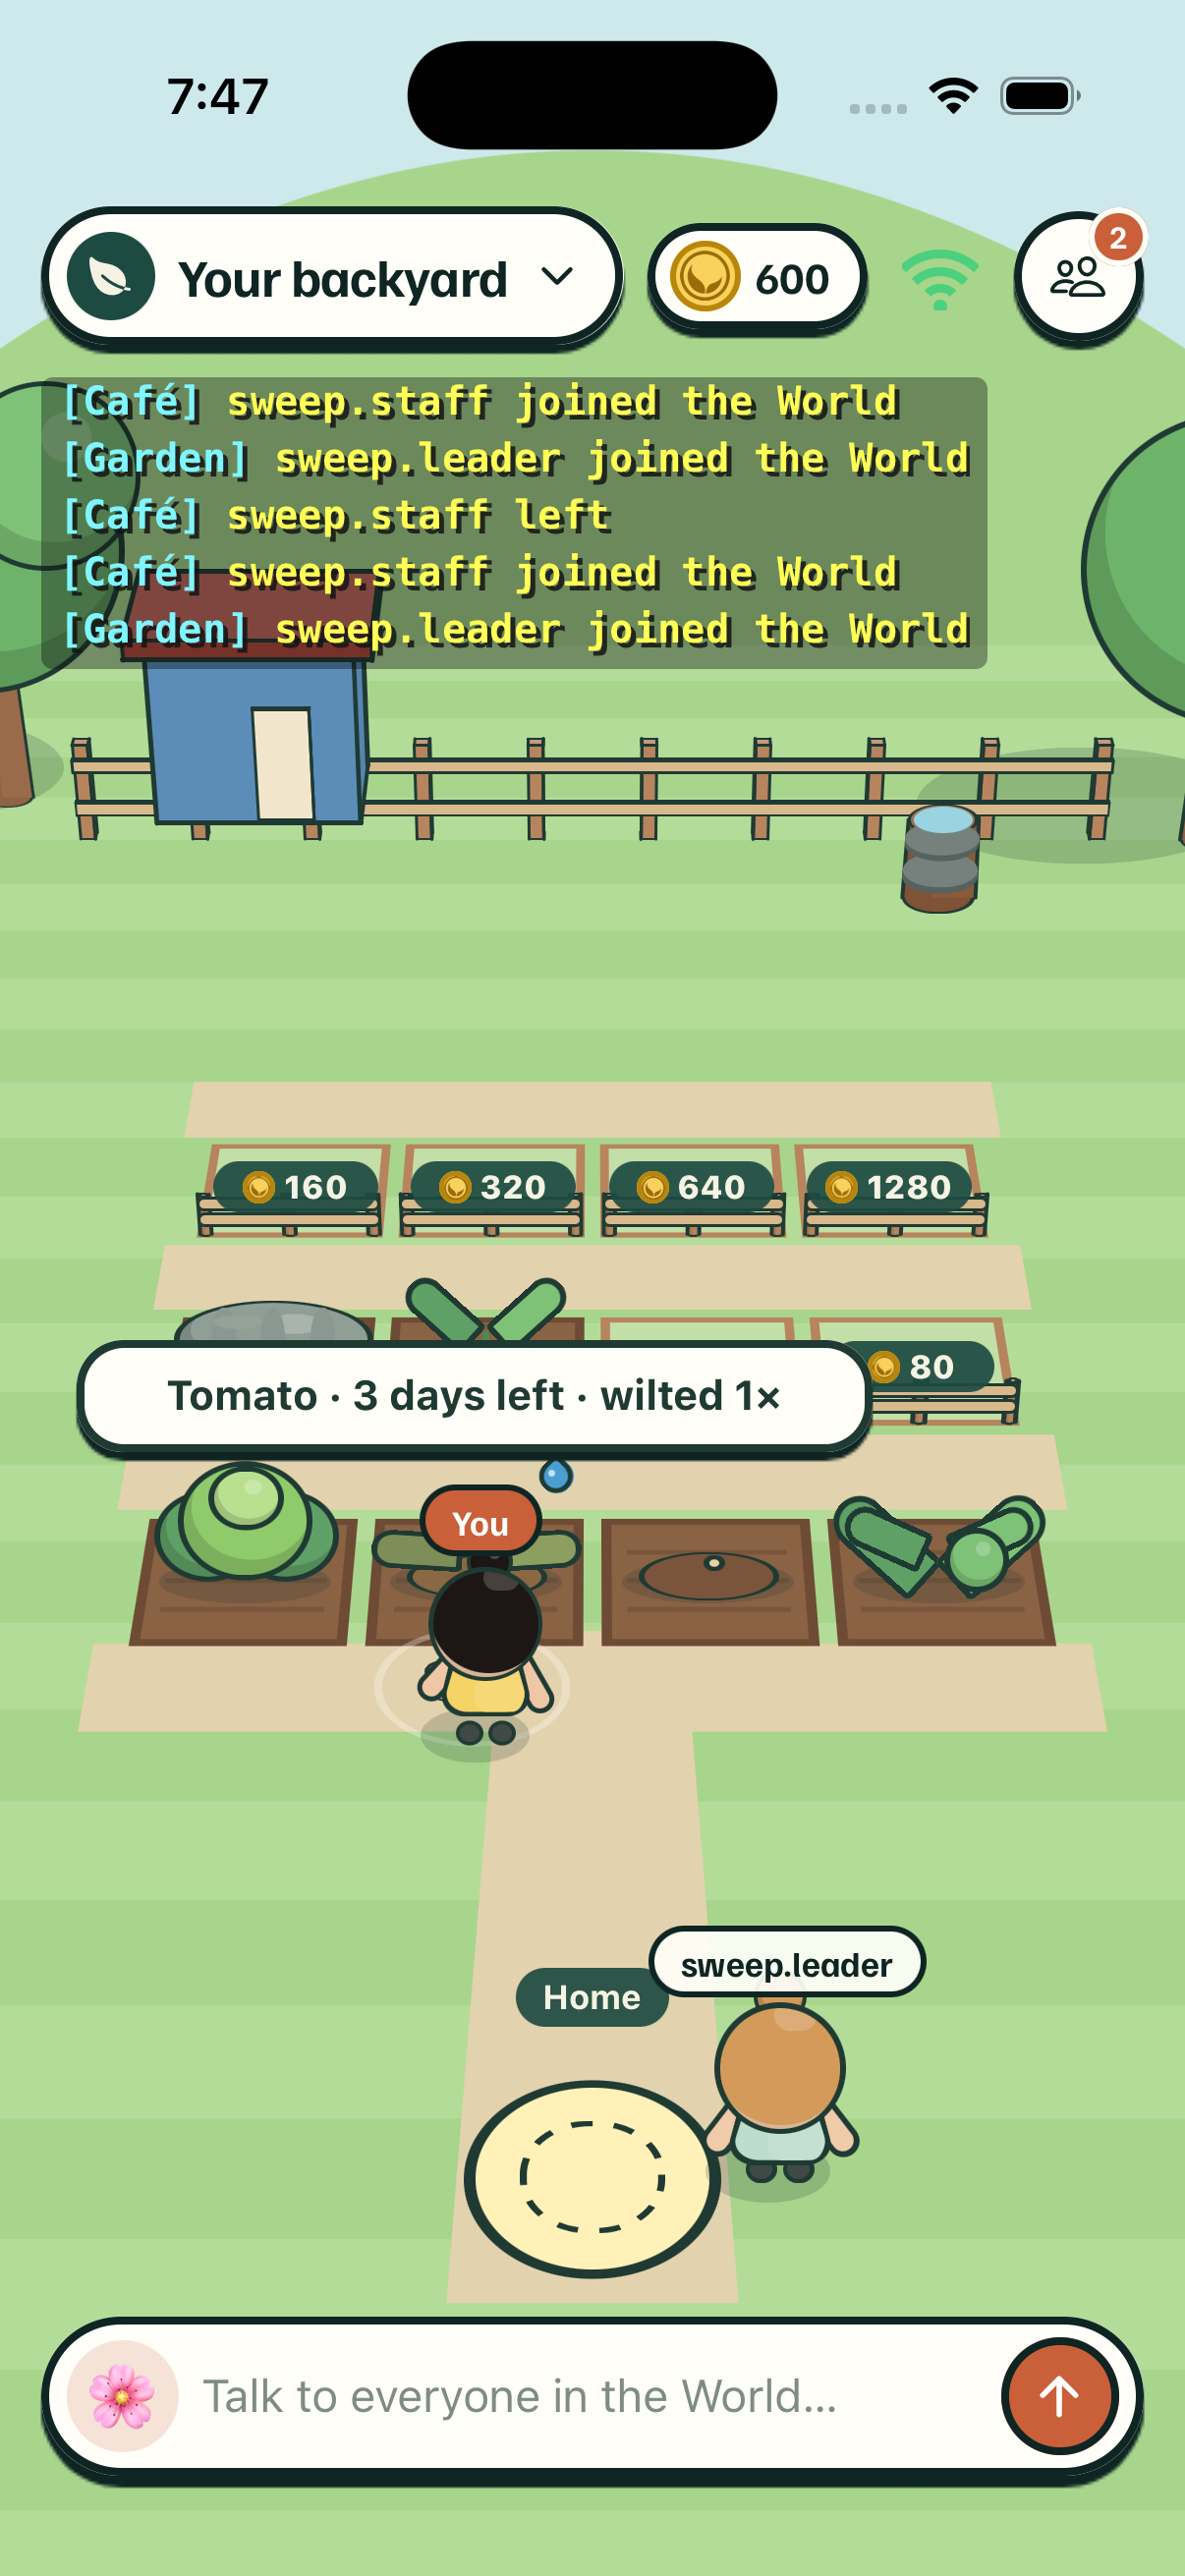 7:47
Your backyard
600
2
[Café] sweep.staff joined the World
[Garden] sweep.leader joined the World
[Café] sweep.staff left
[Café] sweep.staff joined the World
[Garden] sweep.leader joined the World
160 320 640 1280
80
Tomato · 3 days left · wilted 1×
You
sweep.leader
Home
Talk to everyone in the World...